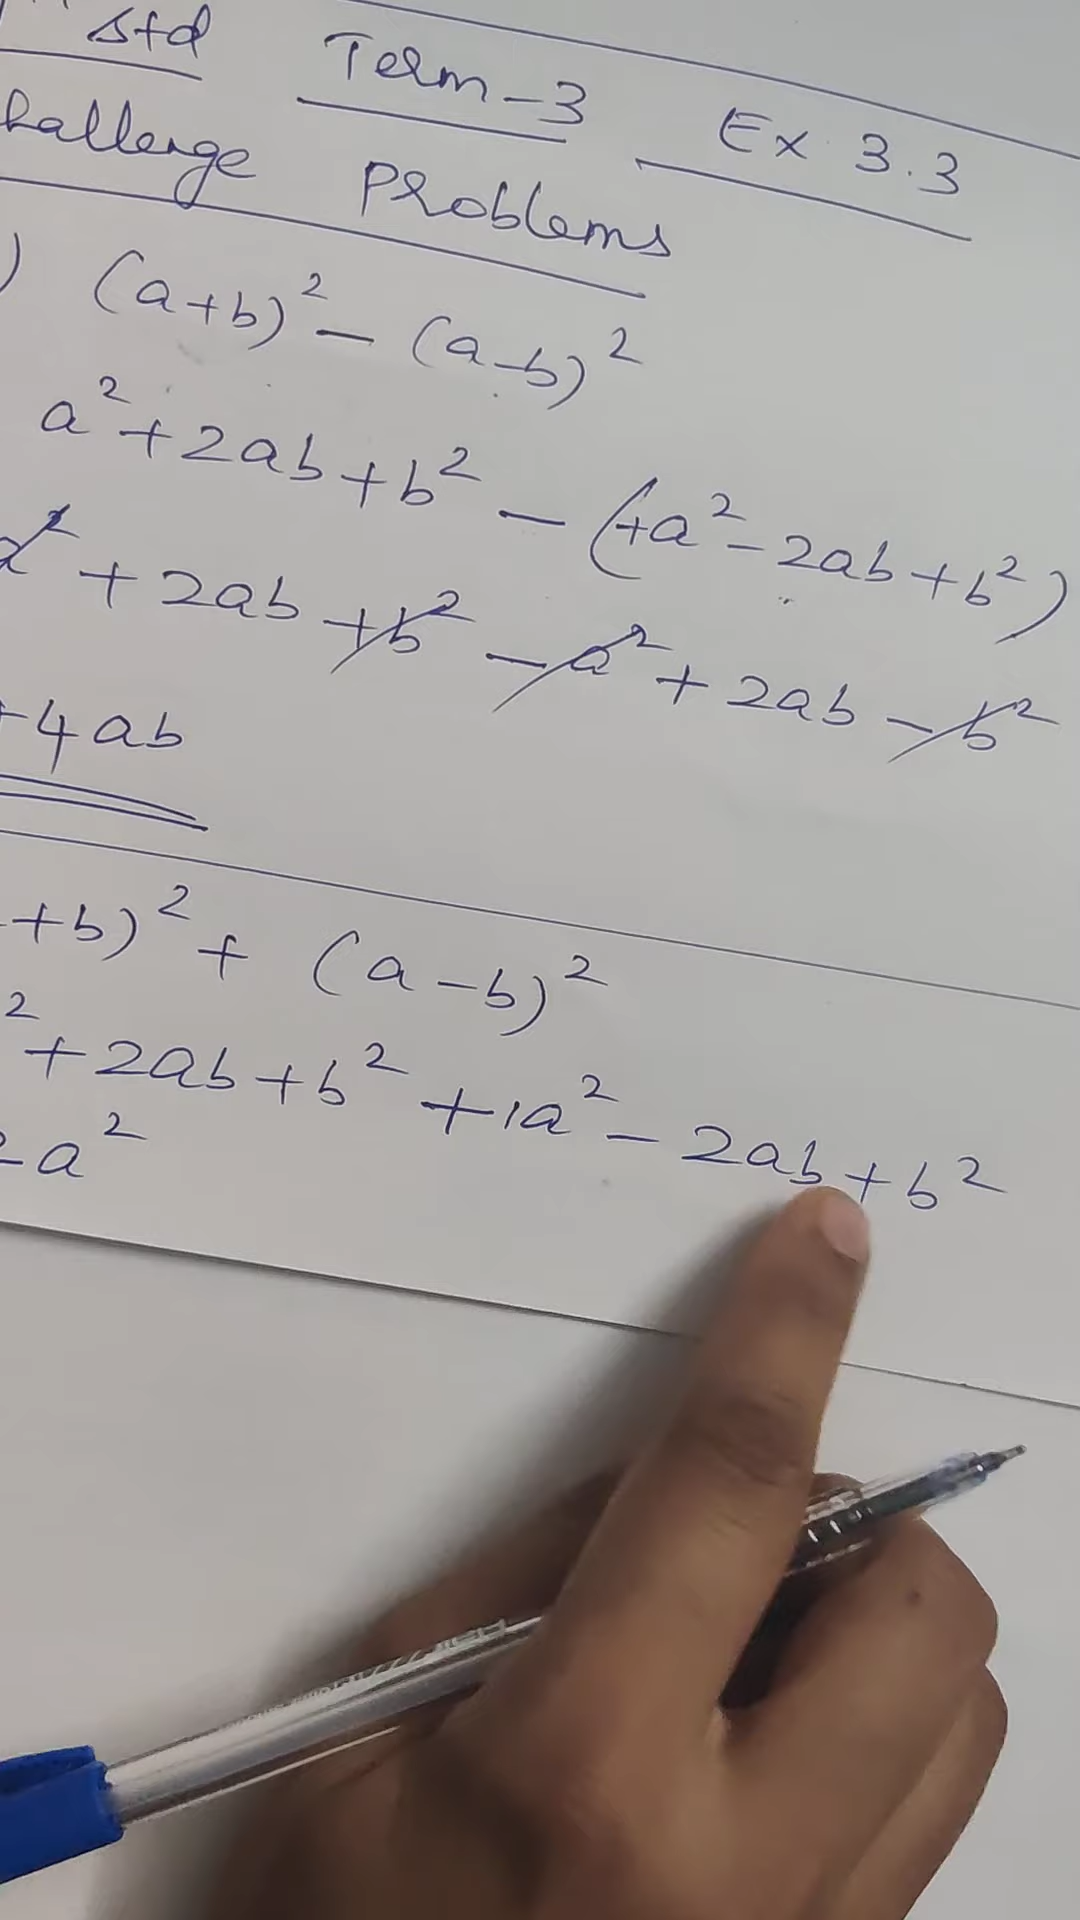 std Term-3 Ex 3.3
hallenge Problems
) (a+b)² - (a-b)²
a² + 2ab + b² - (+a² - 2ab + b²)
a² + 2ab + b² - a² + 2ab - b²
+4ab
+b)² + (a-b)²
² + 2ab + b² + 1a² - 2ab + b²
2a²